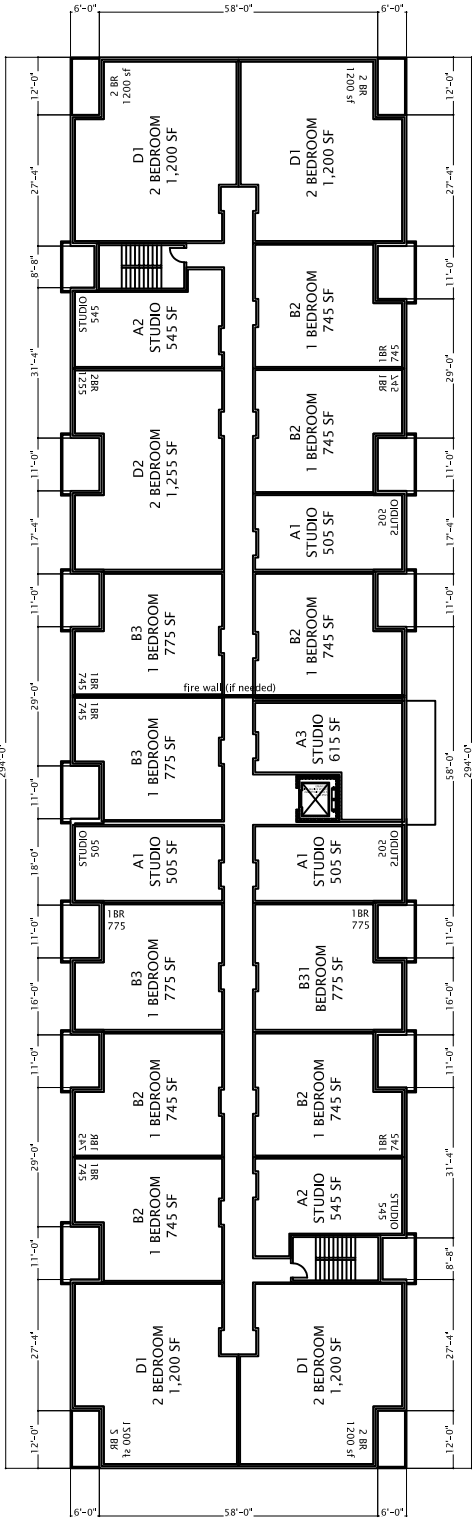 6'-0"
58'-0"
6'-0"
12'-0"
2 BR
1200 sf
2 BR
1200 sf
12'-0"
D1
2 BEDROOM
1,200 SF
D1
2 BEDROOM
1,200 SF
27'-4"
27'-4"
8'-8"
11'-0"
STUDIO
545
A2
STUDIO
545 SF
B2
1 BEDROOM
745 SF
1BR
745
31'-4"
29'-0"
2BR
1255
1BR
745
D2
2 BEDROOM
1,255 SF
B2
1 BEDROOM
745 SF
11'-0"
11'-0"
A1
STUDIO
505 SF
STUDIO
505
17'-4"
17'-4"
11'-0"
11'-0"
B3
1 BEDROOM
775 SF
B2
1 BEDROOM
745 SF
1BR
745
fire wall (if needed)
29'-0"
1BR
745
B3
1 BEDROOM
775 SF
A3
STUDIO
615 SF
294'-0"
58'-0"
294'-0"
11'-0"
STUDIO
505
A1
STUDIO
505 SF
A1
STUDIO
505 SF
STUDIO
505
18'-0"
18'-0"
1BR
775
1BR
775
11'-0"
11'-0"
B3
1 BEDROOM
775 SF
B31
BEDROOM
775 SF
16'-0"
16'-0"
11'-0"
11'-0"
B2
1 BEDROOM
745 SF
B2
1 BEDROOM
745 SF
1BR
745
1BR
745
29'-0"
31'-4"
1BR
745
B2
1 BEDROOM
745 SF
A2
STUDIO
545 SF
STUDIO
545
11'-0"
8'-8"
27'-4"
27'-4"
D1
2 BEDROOM
1,200 SF
D1
2 BEDROOM
1,200 SF
2 BR
1200 sf
2 BR
1200 sf
12'-0"
12'-0"
6'-0"
58'-0"
6'-0"